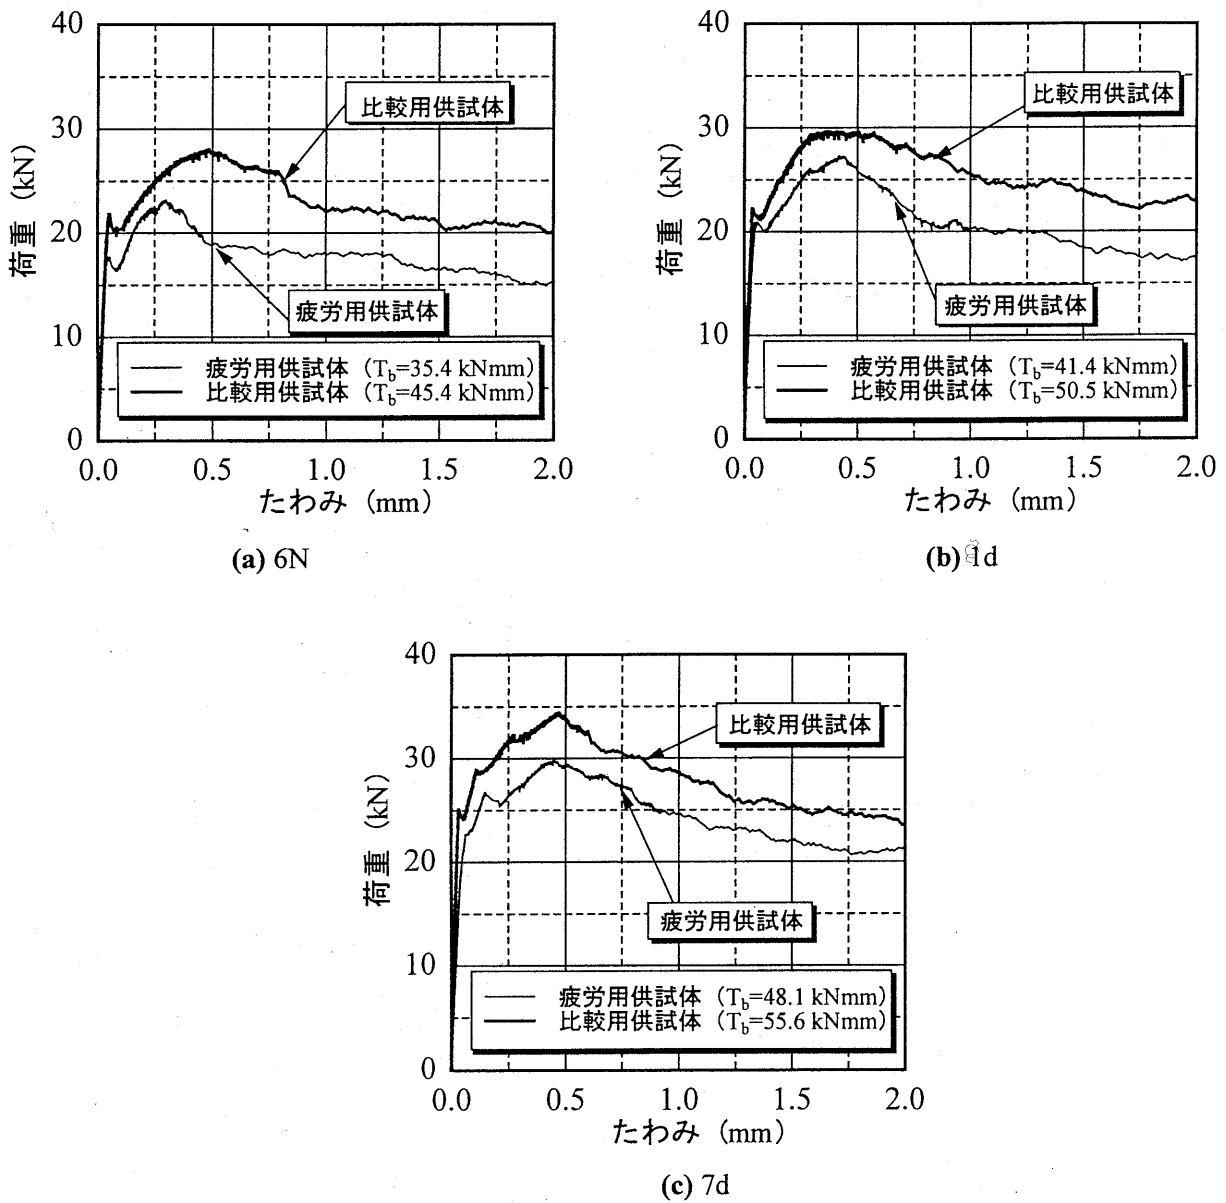 40
30
20
10
0
荷重 (kN)
比較用供試体
疲労用供試体
疲労用供試体 (Tb=35.4 kNmm)
比較用供試体 (Tb=45.4 kNmm)
0.0 0.5 1.0 1.5 2.0
たわみ (mm)
(a) 6N
40
30
20
10
0
荷重 (kN)
比較用供試体
疲労用供試体
疲労用供試体 (Tb=41.4 kNmm)
比較用供試体 (Tb=50.5 kNmm)
0.0 0.5 1.0 1.5 2.0
たわみ (mm)
(b) 1d
40
30
20
10
0
荷重 (kN)
比較用供試体
疲労用供試体
疲労用供試体 (Tb=48.1 kNmm)
比較用供試体 (Tb=55.6 kNmm)
0.0 0.5 1.0 1.5 2.0
たわみ (mm)
(c) 7d